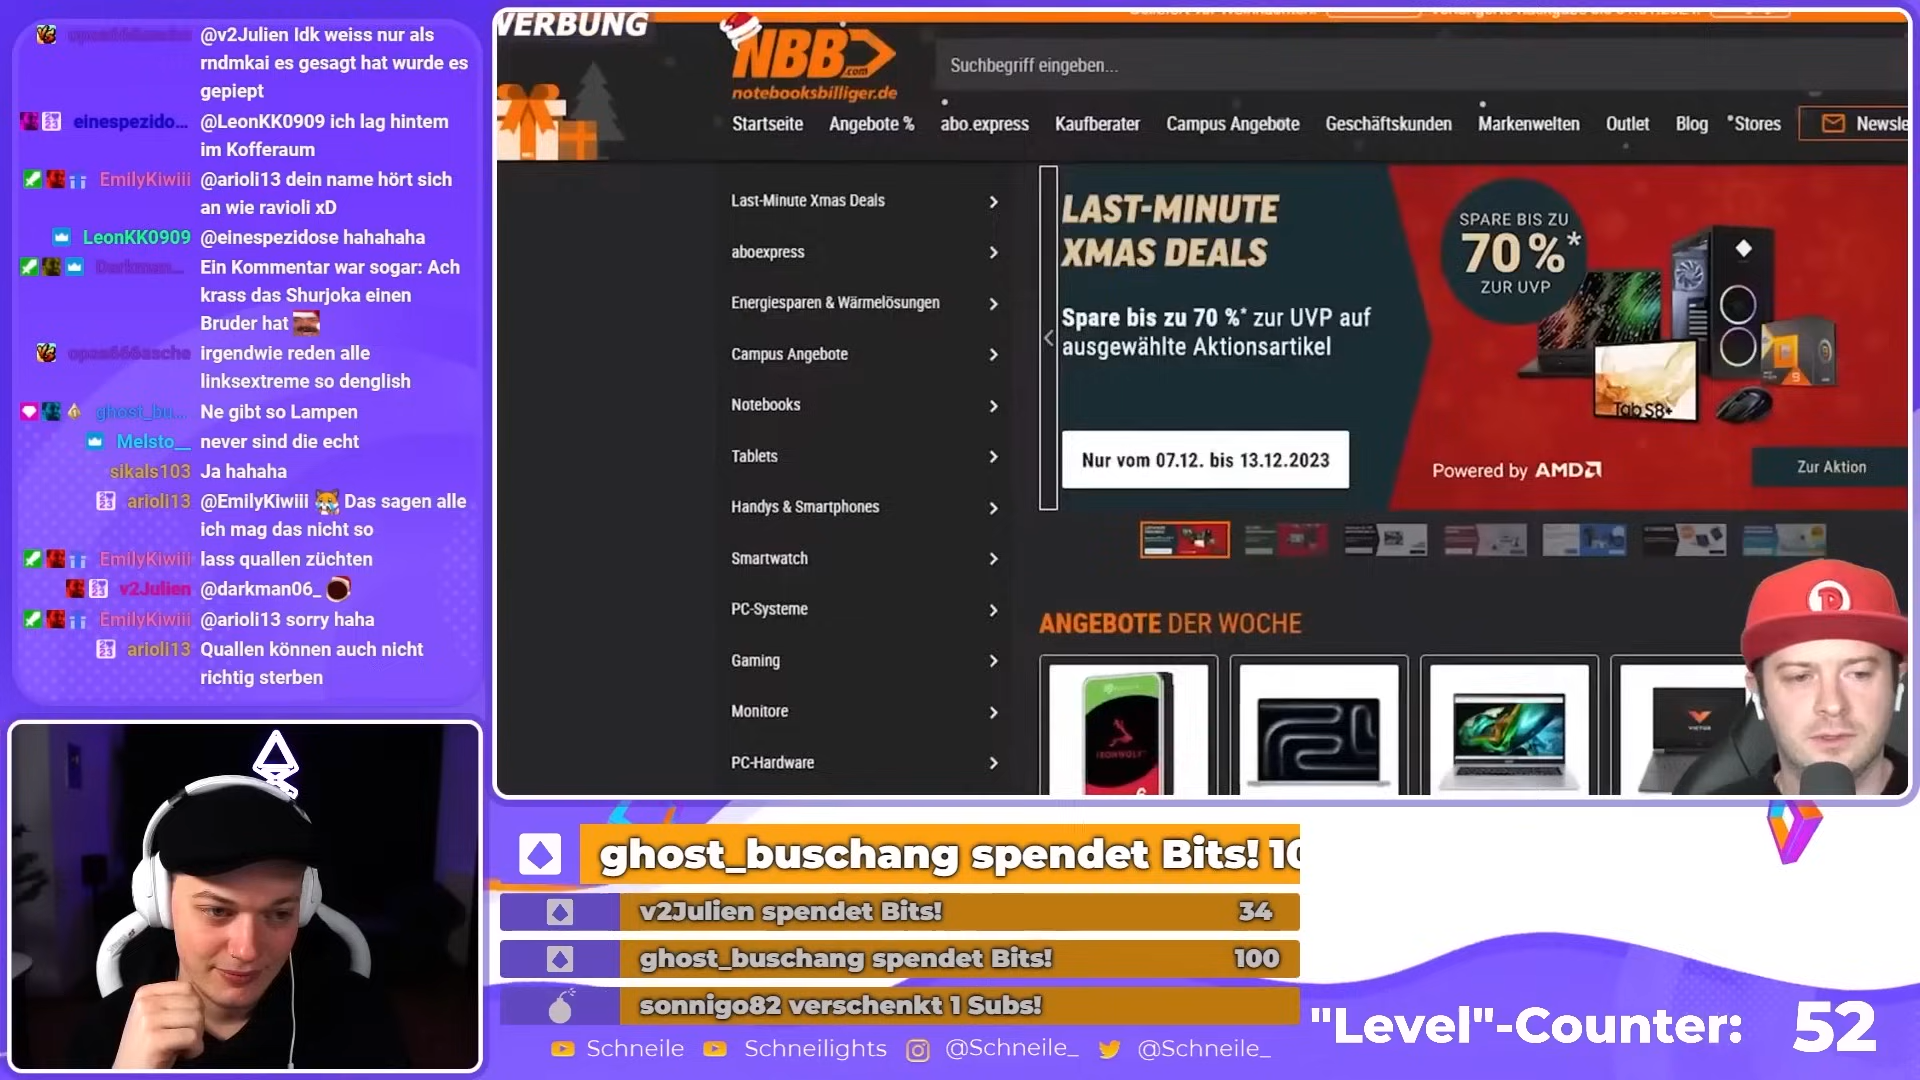 @v2Julien Idk weiss nur als
rndmkai es gesagt hat wurde es
gepiept
einespezido... @LeonKK0909 ich lag hintem
im Kofferaum
EmilyKiwiii @arioli13 dein name hört sich
an wie ravioli xD
LeonKK0909 @einespezidose hahahaha
Darkman... Ein Kommentar war sogar: Ach
krass das Shurjoka einen
Bruder hat
irgendwie reden alle
linksextreme so denglish
ghost_bu... Ne gibt so Lampen
Melsto__ never sind die echt
sikals103 Ja hahaha
arioli13 @EmilyKiwiii Das sagen alle
ich mag das nicht so
EmilyKiwiii lass quallen züchten
v2Julien @darkman06_
EmilyKiwiii @arioli13 sorry haha
arioli13 Quallen können auch nicht
richtig sterben
WERBUNG
NBB.com
notebooksbilliger.de
Suchbegriff eingeben...
Startseite Angebote % abo.express Kaufberater Campus Angebote Geschäftskunden Markenwelten Outlet Blog Stores Newsle
Last-Minute Xmas Deals
aboexpress
Energiesparen & Wärmelösungen
Campus Angebote
Notebooks
Tablets
Handys & Smartphones
Smartwatch
PC-Systeme
Gaming
Monitore
PC-Hardware
LAST-MINUTE
XMAS DEALS
Spare bis zu 70 %* zur UVP auf
ausgewählte Aktionsartikel
Nur vom 07.12. bis 13.12.2023
SPARE BIS ZU
70 %*
ZUR UVP
Tab S8+
Powered by AMD
Zur Aktion
ANGEBOTE DER WOCHE
IRONWOLF
VICTUS
ghost_buschang spendet Bits! 10
v2Julien spendet Bits! 34
ghost_buschang spendet Bits! 100
sonnigo82 verschenkt 1 Subs!
Schneile Schneilights @Schneile_ @Schneile_
"Level"-Counter: 52